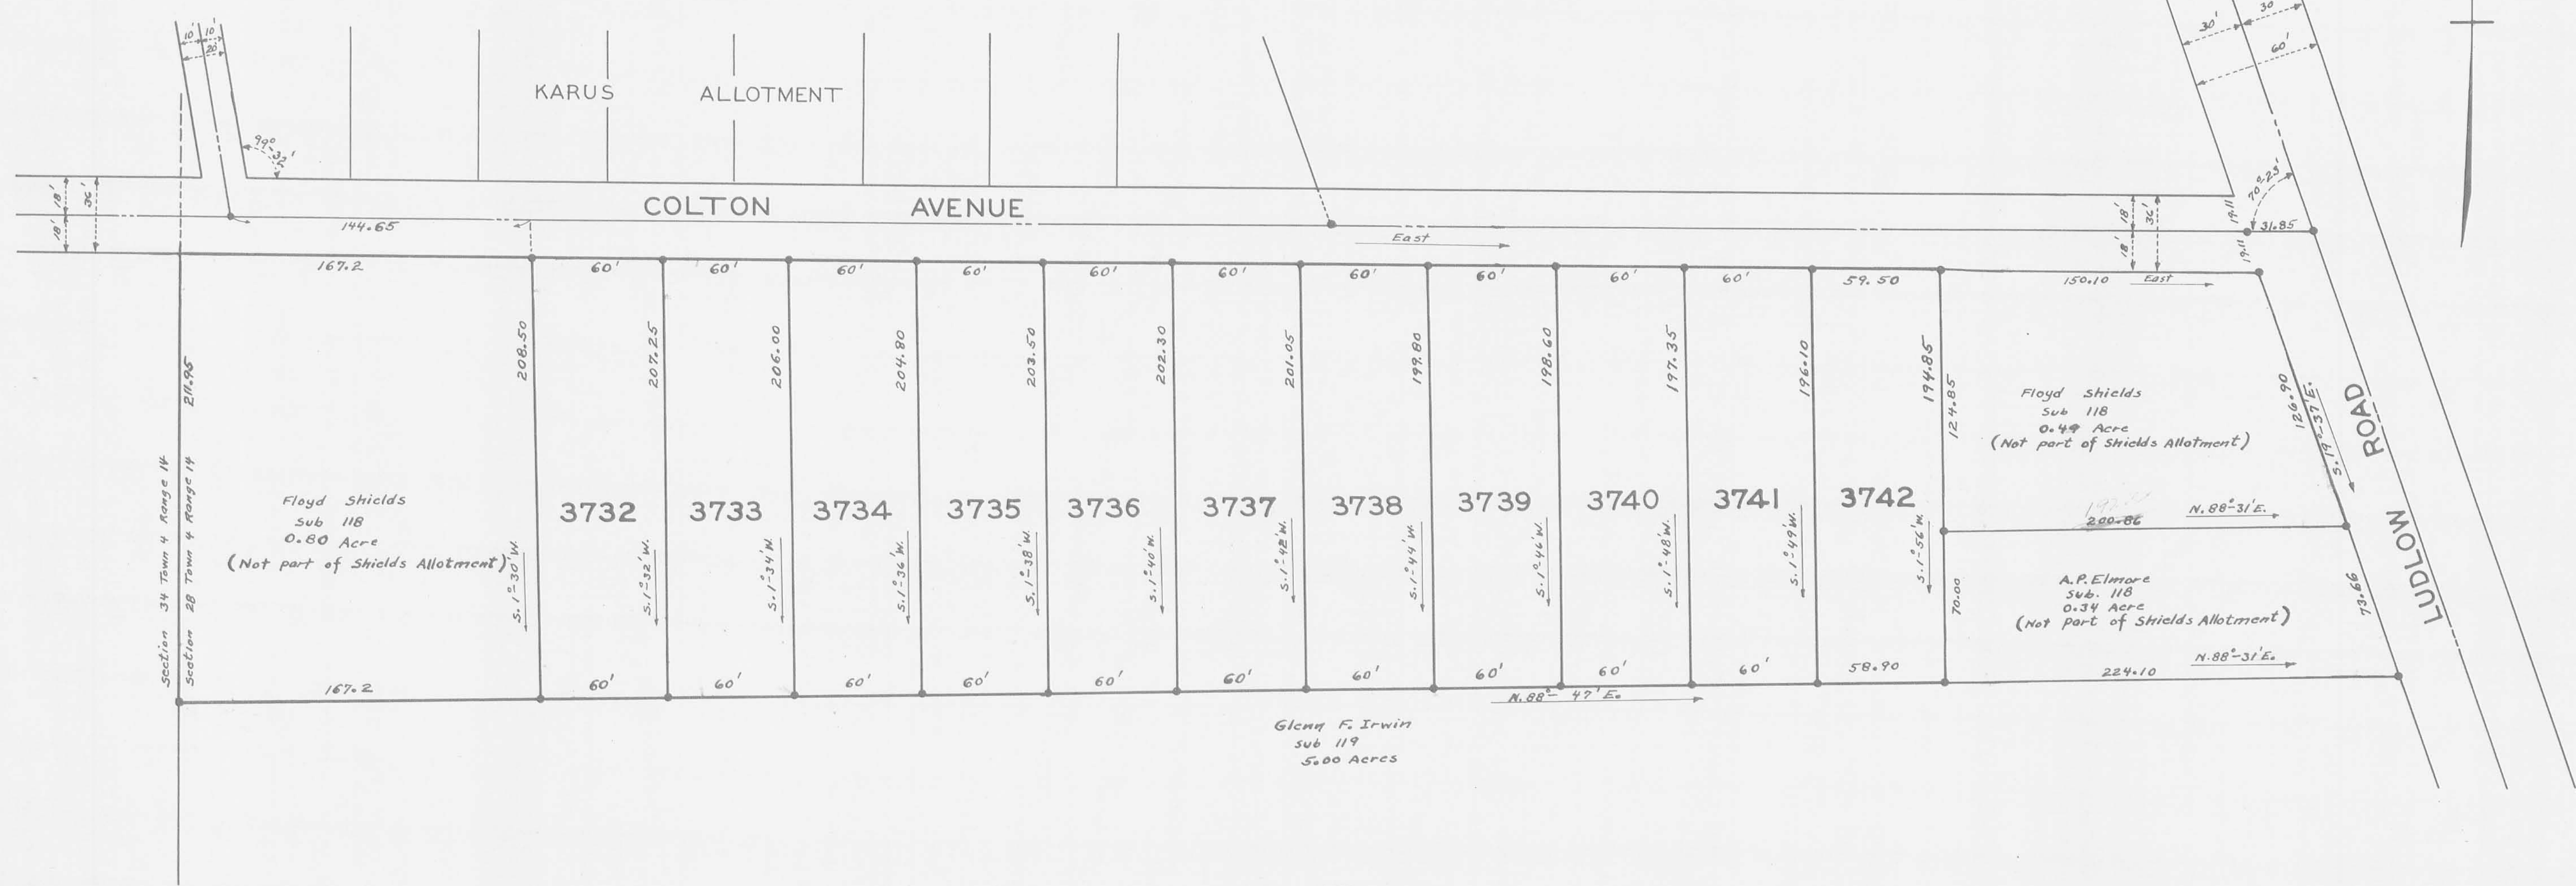 10' 10'
20'
30' 30'
60'
KARUS ALLOTMENT
99°-32'
70°-23'
18' 36'
18'
COLTON AVENUE
144.65
East
18' 36'
18'
19.11
19.11
31.85
167.2 60' 60' 60' 60' 60' 60' 60' 60' 60' 60' 59.50 150.10 East
211.95
208.50
207.25
206.00
204.80
203.50
202.30
201.05
199.80
198.60
197.35
196.10
194.85
124.85
Floyd Shields
Sub 118
0.49 Acre
(Not part of Shields Allotment)
126.90
S.19°-37'E.
LUDLOW ROAD
Section 34 Town 4 Range 14
Section 28 Town 4 Range 14
Floyd Shields
Sub 118
0.80 Acre
(Not part of Shields Allotment)
3732 3733 3734 3735 3736 3737 3738 3739 3740 3741 3742
S.1°-30'W.
S.1°-32'W.
S.1°-34'W.
S.1°-36'W.
S.1°-38'W.
S.1°-40'W.
S.1°-42'W.
S.1°-44'W.
S.1°-46'W.
S.1°-48'W.
S.1°-49'W.
S.1°-56'W.
200.86
N.88°-31'E.
70.00
A.P. Elmore
Sub. 118
0.34 Acre
(Not part of Shields Allotment)
73.66
167.2 60' 60' 60' 60' 60' 60' 60' 60' 60' 60' 58.90 224.10 N.88°-31'E.
N.88°-47'E.
Glenn F. Irwin
Sub 119
5.00 Acres